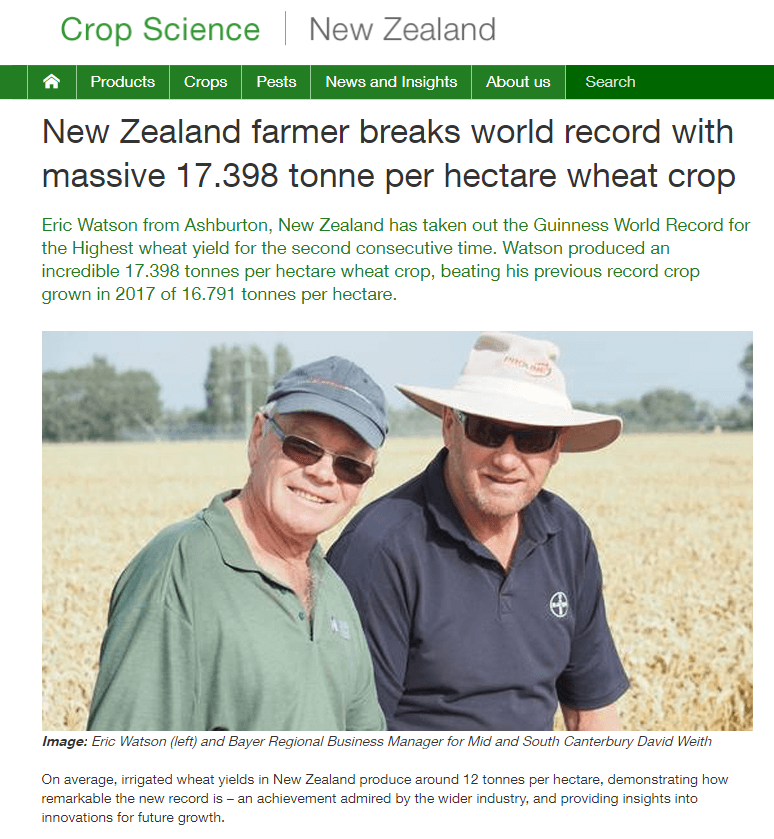 Crop Science | New Zealand
Products Crops Pests News and Insights About us Search
New Zealand farmer breaks world record with
massive 17.398 tonne per hectare wheat crop
Eric Watson from Ashburton, New Zealand has taken out the Guinness World Record for
the Highest wheat yield for the second consecutive time. Watson produced an
incredible 17.398 tonnes per hectare wheat crop, beating his previous record crop
grown in 2017 of 16.791 tonnes per hectare.
Image: Eric Watson (left) and Bayer Regional Business Manager for Mid and South Canterbury David Weith
On average, irrigated wheat yields in New Zealand produce around 12 tonnes per hectare, demonstrating how
remarkable the new record is – an achievement admired by the wider industry, and providing insights into
innovations for future growth.